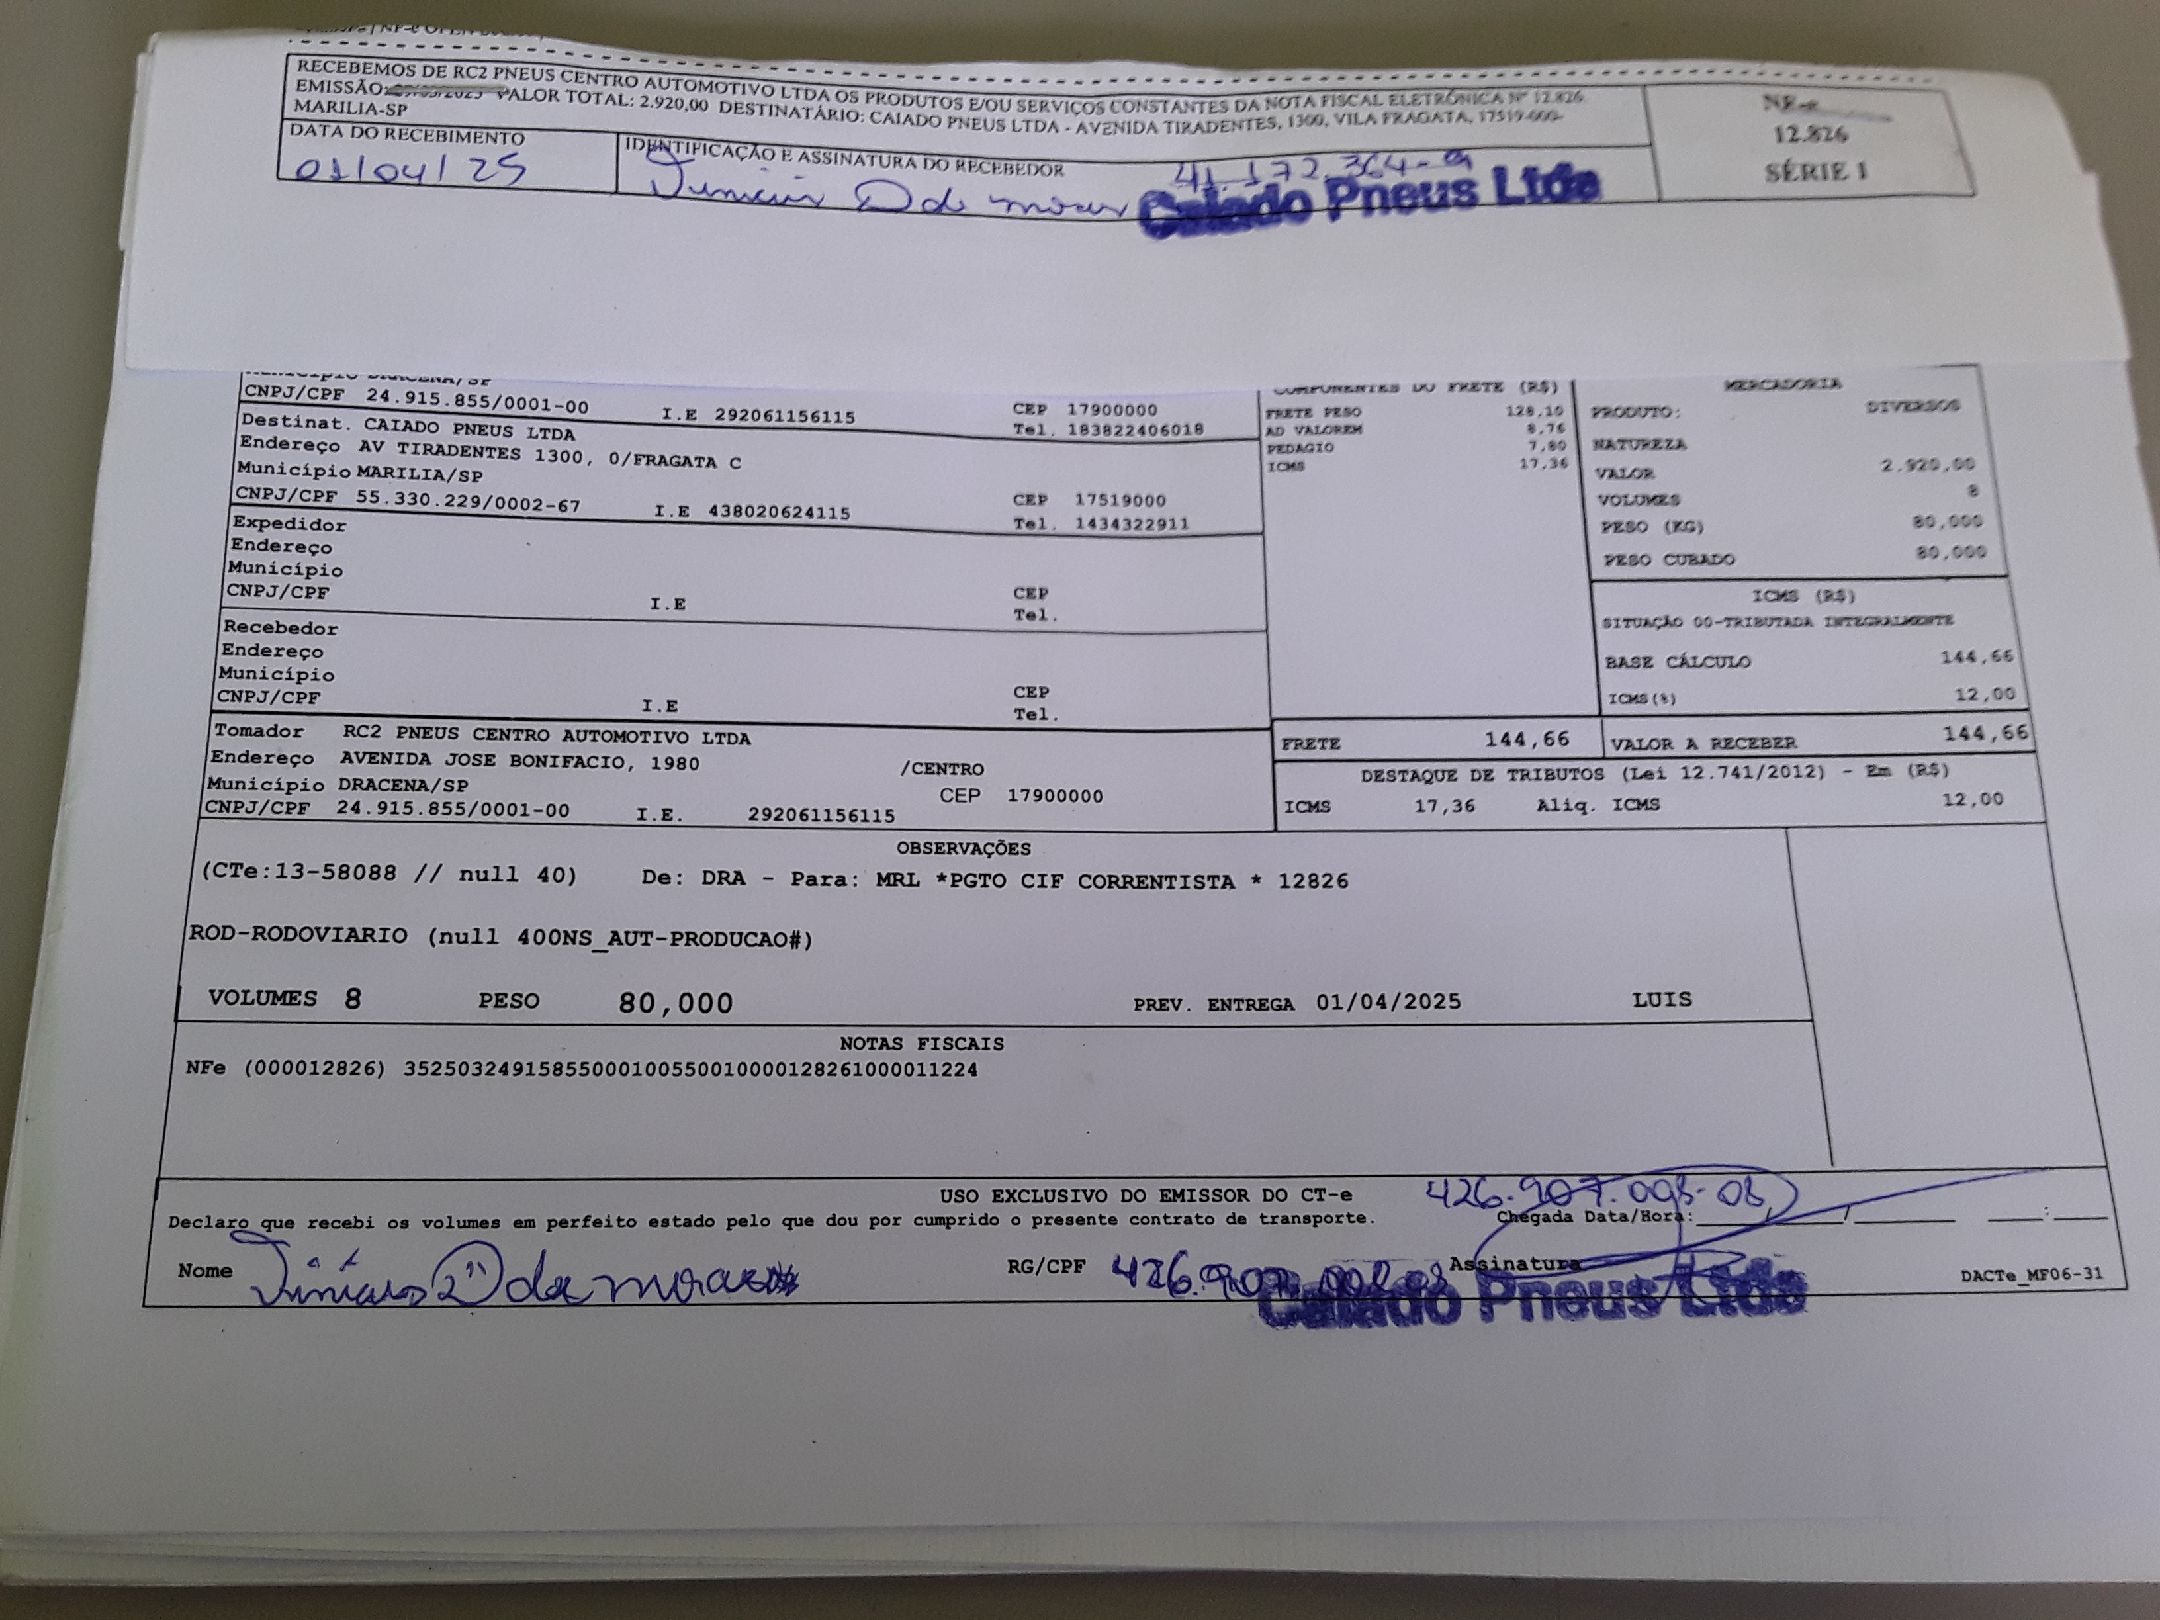 RECEBEMOS DE RC2 PNEUS CENTRO AUTOMOTIVO LTDA OS PRODUTOS E/OU SERVIÇOS CONSTANTES DA NOTA FISCAL ELETRÔNICA Nº 12.826
EMISSÃO: VALOR TOTAL: 2.920,00 DESTINATÁRIO: CAIADO PNEUS LTDA - AVENIDA TIRADENTES, 1300, VILA FRAGATA, 17519-000-
MARILIA-SP
NF-e
12.826
SÉRIE 1
DATA DO RECEBIMENTO
01/04/25
IDENTIFICAÇÃO E ASSINATURA DO RECEBEDOR
41.172.364-9
Caiado Pneus Ltda
Município DRACENA/SP
CNPJ/CPF 24.915.855/0001-00 I.E 292061156115 CEP 17900000
Tel. 183822406018
Destinat. CAIADO PNEUS LTDA
Endereço AV TIRADENTES 1300, 0/FRAGATA C
Município MARILIA/SP
CNPJ/CPF 55.330.229/0002-67 I.E 438020624115 CEP 17519000
Tel. 1434322911
Expedidor
Endereço
Município
CNPJ/CPF I.E CEP
Tel.
Recebedor
Endereço
Município
CNPJ/CPF I.E CEP
Tel.
Tomador RC2 PNEUS CENTRO AUTOMOTIVO LTDA
Endereço AVENIDA JOSE BONIFACIO, 1980 /CENTRO
Município DRACENA/SP CEP 17900000
CNPJ/CPF 24.915.855/0001-00 I.E. 292061156115
COMPONENTES DO FRETE (R$)
FRETE PESO 128,10
AD VALOREM 8,76
PEDAGIO 7,80
ICMS 17,36
MERCADORIA
PRODUTO: DIVERSOS
NATUREZA
VALOR 2.920,00
VOLUMES 8
PESO (KG) 80,000
PESO CUBADO 80,000
ICMS (R$)
SITUAÇÃO 00-TRIBUTADA INTEGRALMENTE
BASE CÁLCULO 144,66
ICMS(%) 12,00
FRETE 144,66 VALOR A RECEBER 144,66
DESTAQUE DE TRIBUTOS (Lei 12.741/2012) - Em (R$)
ICMS 17,36 Aliq. ICMS 12,00
OBSERVAÇÕES
(CTe:13-58088 // null 40) De: DRA - Para: MRL *PGTO CIF CORRENTISTA * 12826
ROD-RODOVIARIO (null 400NS_AUT-PRODUCAO#)
VOLUMES 8 PESO 80,000 PREV. ENTREGA 01/04/2025 LUIS
NOTAS FISCAIS
NFe (000012826) 35250324915855000100550010000128261000011224
USO EXCLUSIVO DO EMISSOR DO CT-e
426.907.098-08
Declaro que recebi os volumes em perfeito estado pelo que dou por cumprido o presente contrato de transporte. Chegada Data/Hora:
Nome RG/CPF Assinatura
Caiado Pneus Ltda
DACTe_MF06-31